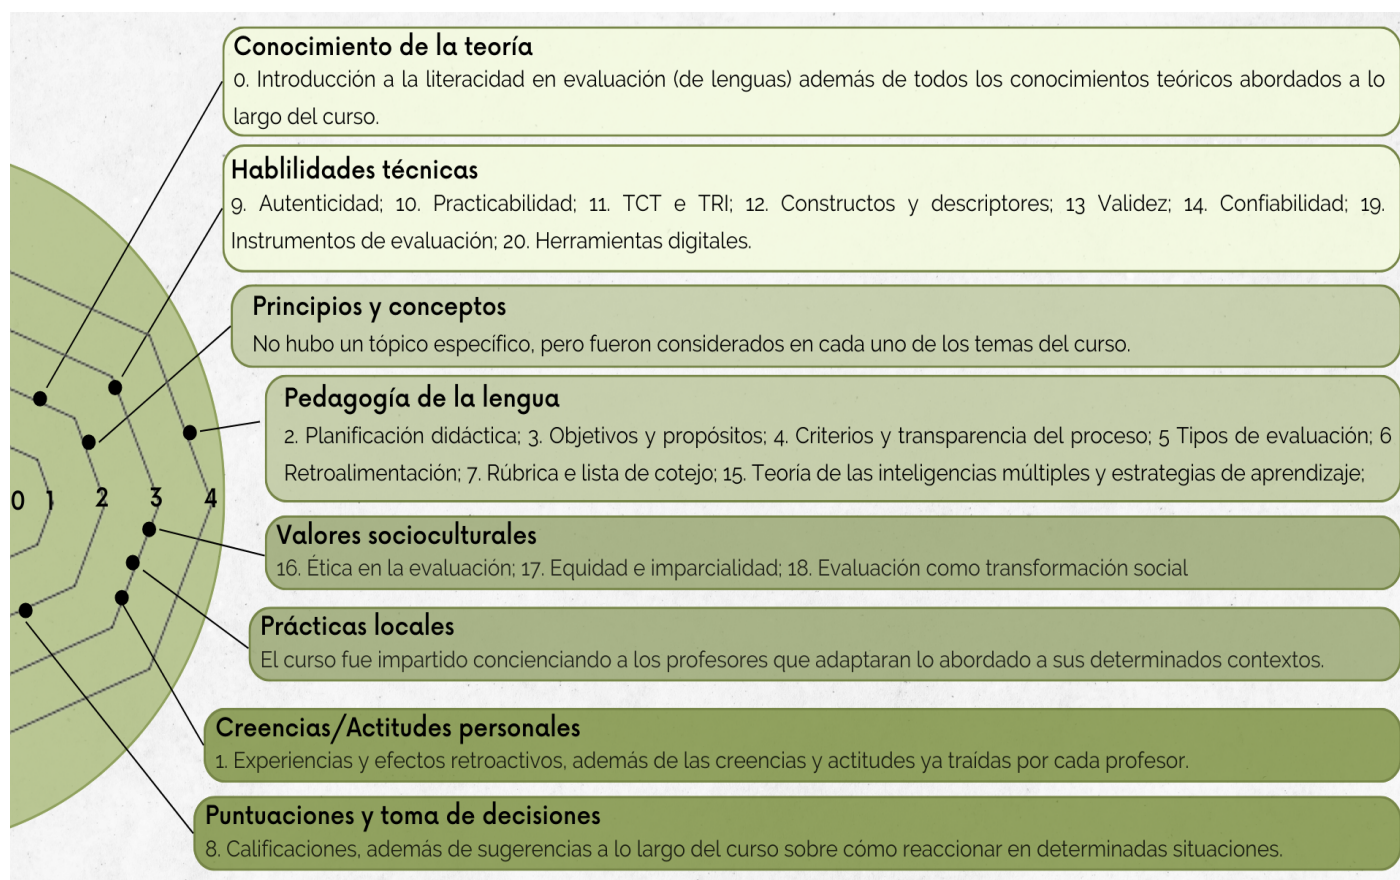 Conocimiento de la teoría
0. Introducción a la literacidad en evaluación (de lenguas) además de todos los conocimientos teóricos abordados a lo
largo del curso.
Hablilidades técnicas
9. Autenticidad; 10. Practicabilidad; 11. TCT e TRI; 12. Constructos y descriptores; 13 Validez; 14. Confiabilidad; 19.
Instrumentos de evaluación; 20. Herramientas digitales.
Principios y conceptos
No hubo un tópico específico, pero fueron considerados en cada uno de los temas del curso.
Pedagogía de la lengua
2. Planificación didáctica; 3. Objetivos y propósitos; 4. Criterios y transparencia del proceso; 5 Tipos de evaluación; 6
Retroalimentación; 7. Rúbrica e lista de cotejo; 15. Teoría de las inteligencias múltiples y estrategias de aprendizaje;
0 1 2 3 4
Valores socioculturales
16. Ética en la evaluación; 17. Equidad e imparcialidad; 18. Evaluación como transformación social
Prácticas locales
El curso fue impartido concienciando a los profesores que adaptaran lo abordado a sus determinados contextos.
Creencias/Actitudes personales
1. Experiencias y efectos retroactivos, además de las creencias y actitudes ya traídas por cada profesor.
Puntuaciones y toma de decisiones
8. Calificaciones, además de sugerencias a lo largo del curso sobre cómo reaccionar en determinadas situaciones.